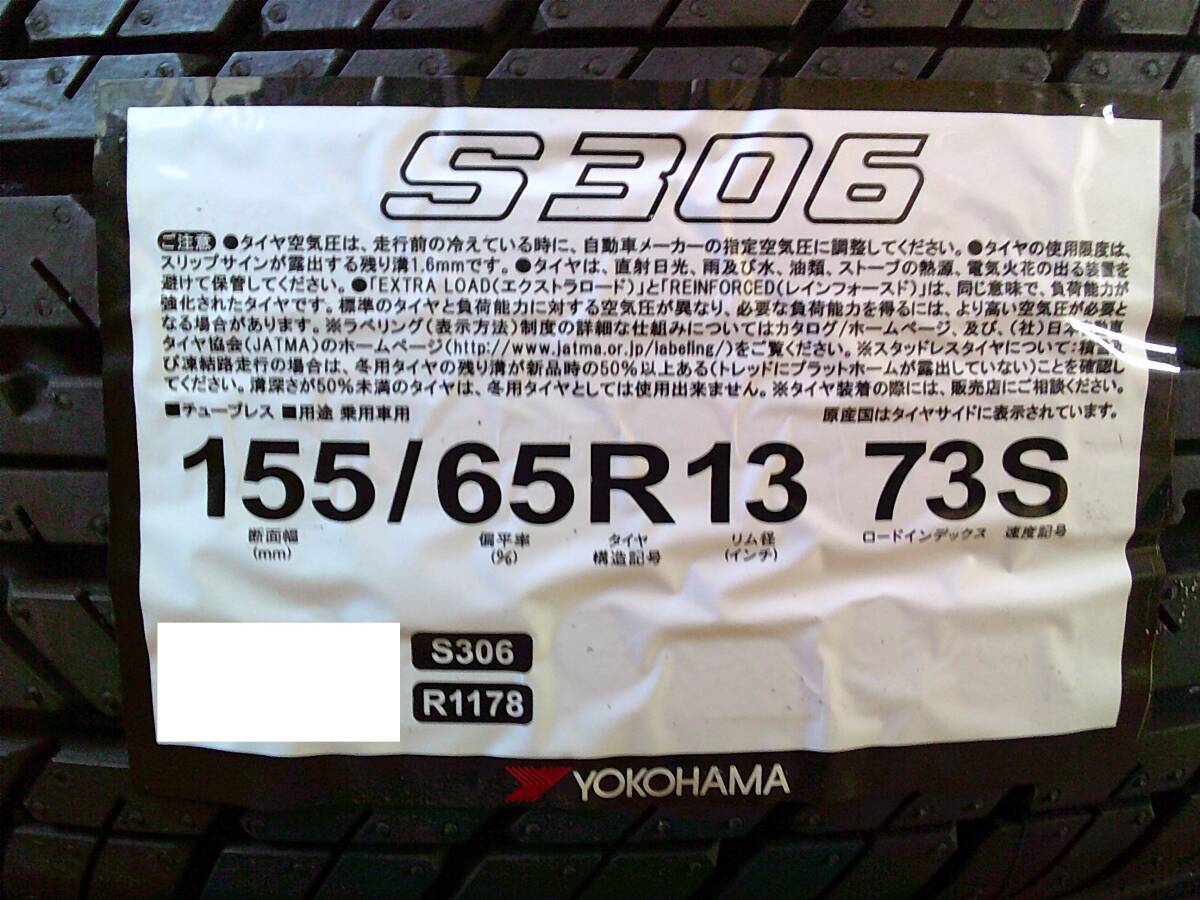 S306
ご注意 ●タイヤ空気圧は、走行前の冷えている時に、自動車メーカーの指定空気圧に調整してください。●タイヤの使用限度は、
スリップサインが露出する残り溝1.6mmです。●タイヤは、直射日光、雨及び水、油類、ストーブの熱源、電気火花の出る装置を
避けて保管してください。●「EXTRA LOAD(エクストラロード)」と「REINFORCED(レインフォースド)」は、同じ意味で、負荷能力が
強化されたタイヤです。標準のタイヤと負荷能力に対する空気圧が異なり、必要な負荷能力を得るには、より高い空気圧が必要と
なる場合があります。※ラベリング(表示方法)制度の詳細な仕組みについてはカタログ/ホームページ、及び、(社)日本
タイヤ協会(JATMA)のホームページ(http://www.jatma.or.jp/labeling/)をご覧ください。※スタッドレスタイヤについて:積雪
び凍結路走行の場合は、冬用タイヤの残り溝が新品時の50%以上ある(トレッドにプラットホームが露出していない)ことを確認し
てください。溝深さが50%未満のタイヤは、冬用タイヤとしては使用出来ません。※タイヤ装着の際には、販売店にご相談ください。
■チューブレス ■用途 乗用車用 原産国はタイヤサイドに表示されています。
155/65R13 73S
断面幅 偏平率 タイヤ リム径 ロードインデックス 速度記号
(mm) (%) 構造記号 (インチ)
S306
R1178
YOKOHAMA